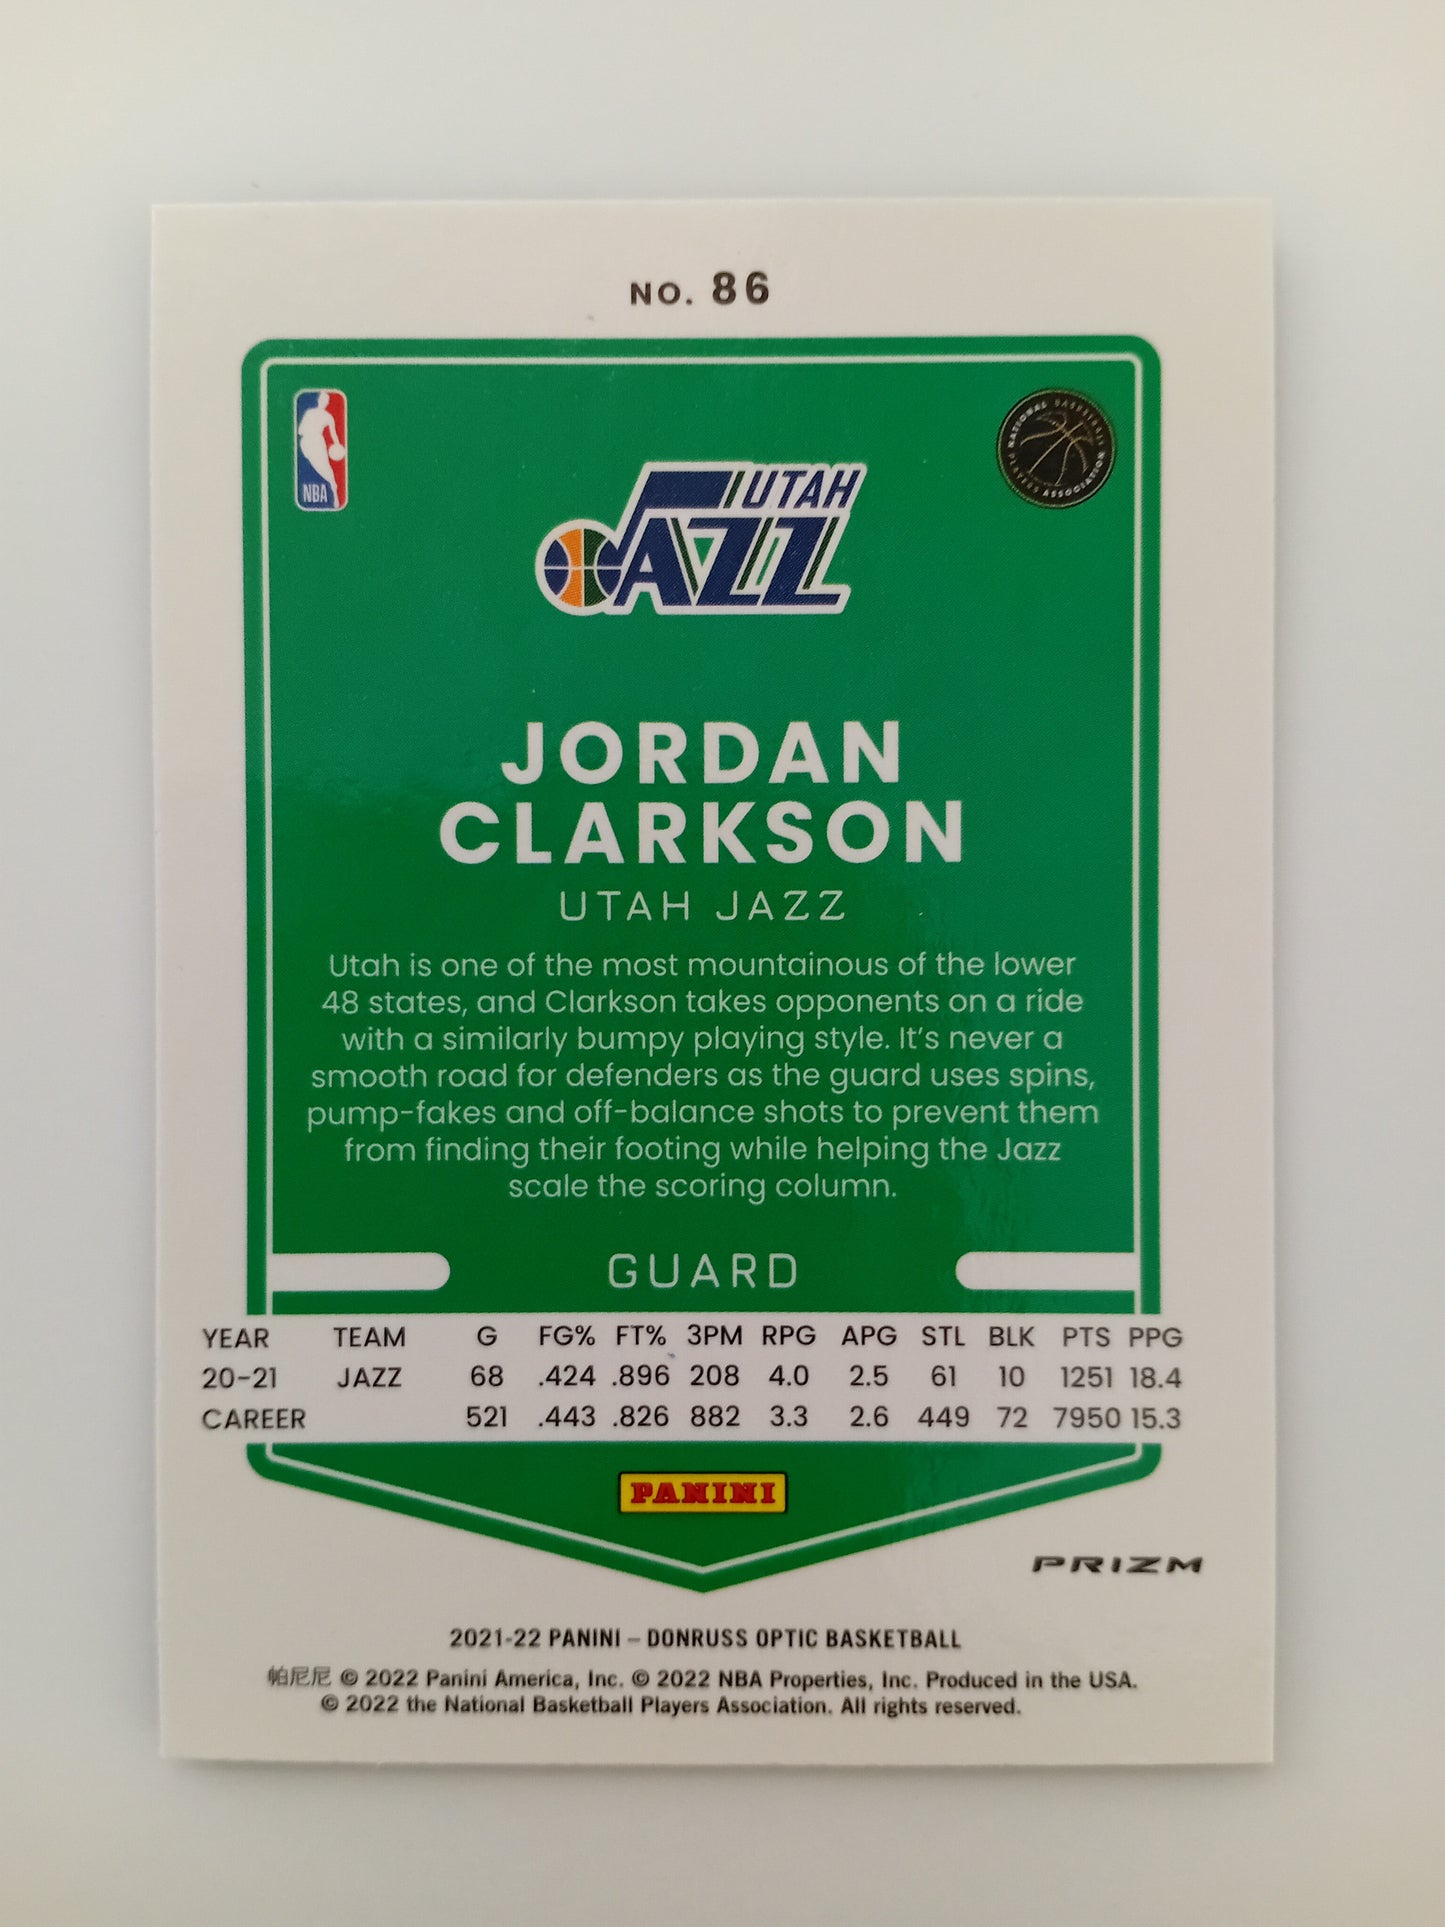 NO. 86
NBA
NATIONAL BASKETBALL PLAYERS ASSOCIATION
UTAH
JAZZ
JORDAN
CLARKSON
UTAH JAZZ
Utah is one of the most mountainous of the lower
48 states, and Clarkson takes opponents on a ride
with a similarly bumpy playing style. It's never a
smooth road for defenders as the guard uses spins,
pump-fakes and off-balance shots to prevent them
from finding their footing while helping the Jazz
scale the scoring column.
GUARD
YEAR TEAM G FG% FT% 3PM RPG APG STL BLK PTS PPG
20-21 JAZZ 68 .424 .896 208 4.0 2.5 61 10 1251 18.4
CAREER 521 .443 .826 882 3.3 2.6 449 72 7950 15.3
PANINI
PRIZM
2021-22 PANINI – DONRUSS OPTIC BASKETBALL
帕尼尼 © 2022 Panini America, Inc. © 2022 NBA Properties, Inc. Produced in the USA.
© 2022 the National Basketball Players Association. All rights reserved.